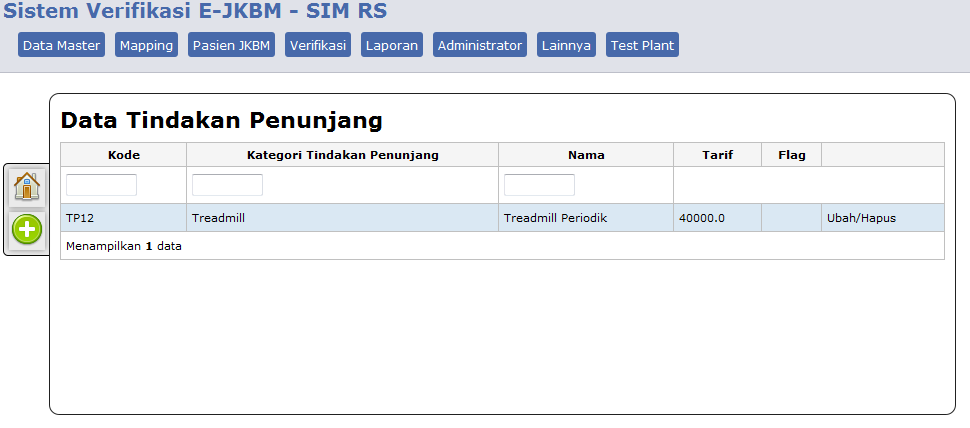 Sistem Verifikasi E-JKBM - SIM RS
Data Master Mapping Pasien JKBM Verifikasi Laporan Administrator Lainnya Test Plant
Data Tindakan Penunjang
Kode Kategori Tindakan Penunjang Nama Tarif Flag
TP12 Treadmill Treadmill Periodik 40000.0 Ubah/Hapus
Menampilkan 1 data